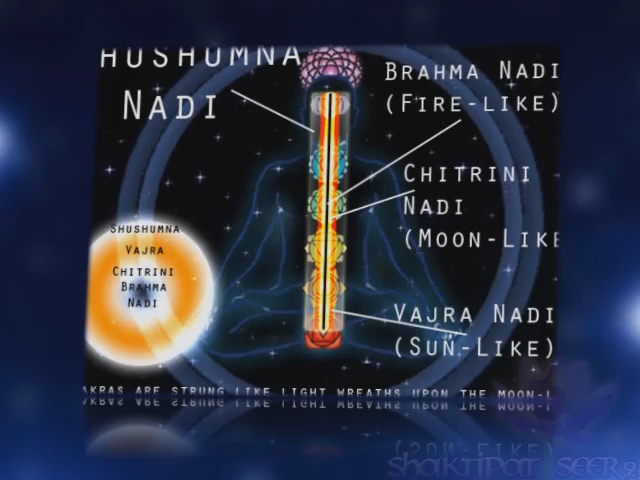 HUSHUMNA
NADI
BRAHMA NADI
(FIRE-LIKE)
CHITRINI
NADI
(MOON-LIKE
VAJRA NADI
(SUN-LIKE)
SHUSHUMNA
VAJRA
CHITRINI
BRAHMA
NADI
AKRAS ARE STRUNG LIKE LIGHT WREATHS UPON THE MOON-L
SHAKTIPAT SEER9